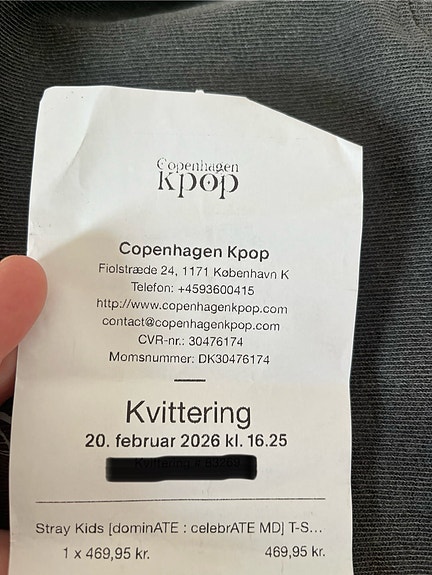 Copenhagen
kpop
Copenhagen Kpop
Fiolstræde 24, 1171 København K
Telefon: +4593600415
http://www.copenhagenkpop.com
contact@copenhagenkpop.com
CVR-nr.: 30476174
Momsnummer: DK30476174
Kvittering
20. februar 2026 kl. 16.25
Stray Kids [dominATE : celebrATE MD] T-S...
1 x 469,95 kr. 469,95 kr.